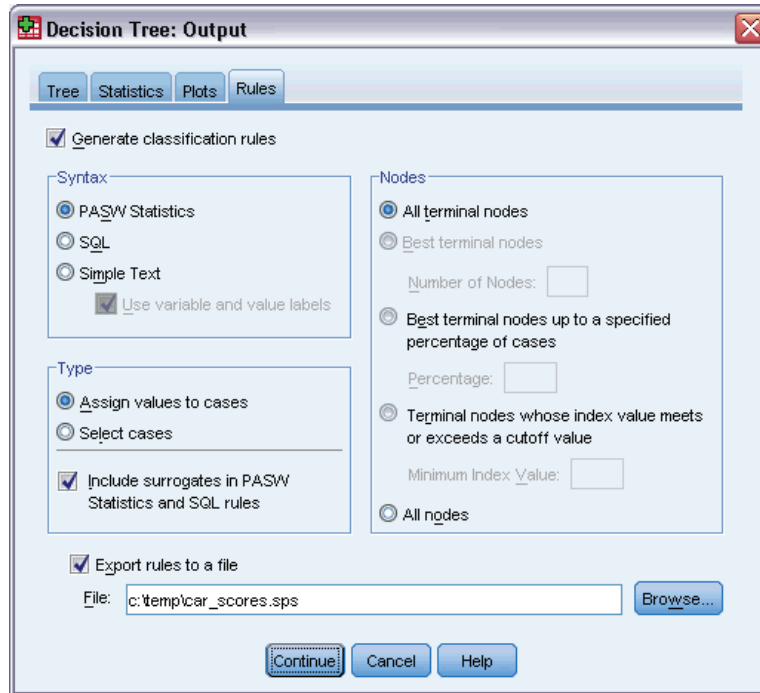 Decision Tree: Output
Tree
Statistics
Plots
Rules
Generate classification rules
Syntax
PASW Statistics
SQL
Simple Text
Use variable and value labels
Type
Assign values to cases
Select cases
Include surrogates in PASW
Statistics and SQL rules
Nodes
All terminal nodes
Best terminal nodes
Number of Nodes:
Best terminal nodes up to a specified
percentage of cases
Percentage:
Terminal nodes whose index value meets
or exceeds a cutoff value
Minimum Index Value:
All nodes
Export rules to a file
File: c:\temp\car_scores.sps
Browse...
Continue
Cancel
Help